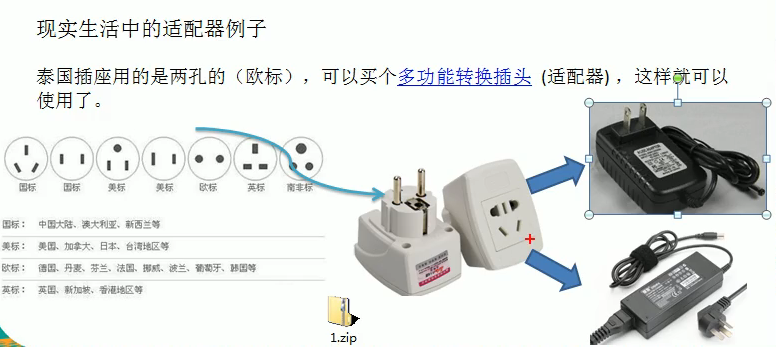 现实生活中的适配器例子
泰国插座用的是两孔的（欧标），可以买个多功能转换插头 (适配器) ，这样就可以
使用了。
国标 国标 美标 美标 欧标 英标 南非标
国标： 中国大陆、澳大利亚、新西兰等
美标： 美国、加拿大、日本、台湾地区等
欧标： 德国、丹麦、芬兰、法国、挪威、波兰、葡萄牙、韩国等
英标： 英国、新加坡、香港地区等
1.zip